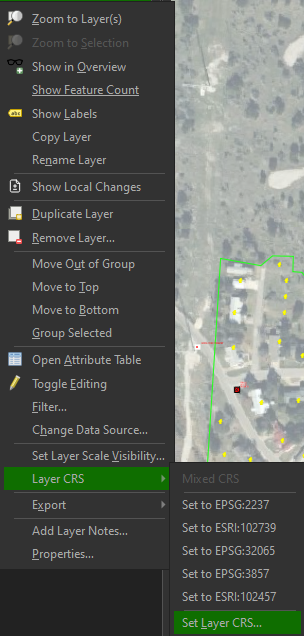 Zoom to Layer(s)
Zoom to Selection
Show in Overview
Show Feature Count
abc Show Labels
Copy Layer
Rename Layer
Show Local Changes
Duplicate Layer
Remove Layer...
Move Out of Group
Move to Top
Move to Bottom
Group Selected
Open Attribute Table
Toggle Editing
Filter...
Change Data Source...
Set Layer Scale Visibility...
Layer CRS
Export
Add Layer Notes...
Properties...
Mixed CRS
Set to EPSG:2237
Set to ESRI:102739
Set to EPSG:32065
Set to EPSG:3857
Set to ESRI:102457
Set Layer CRS...